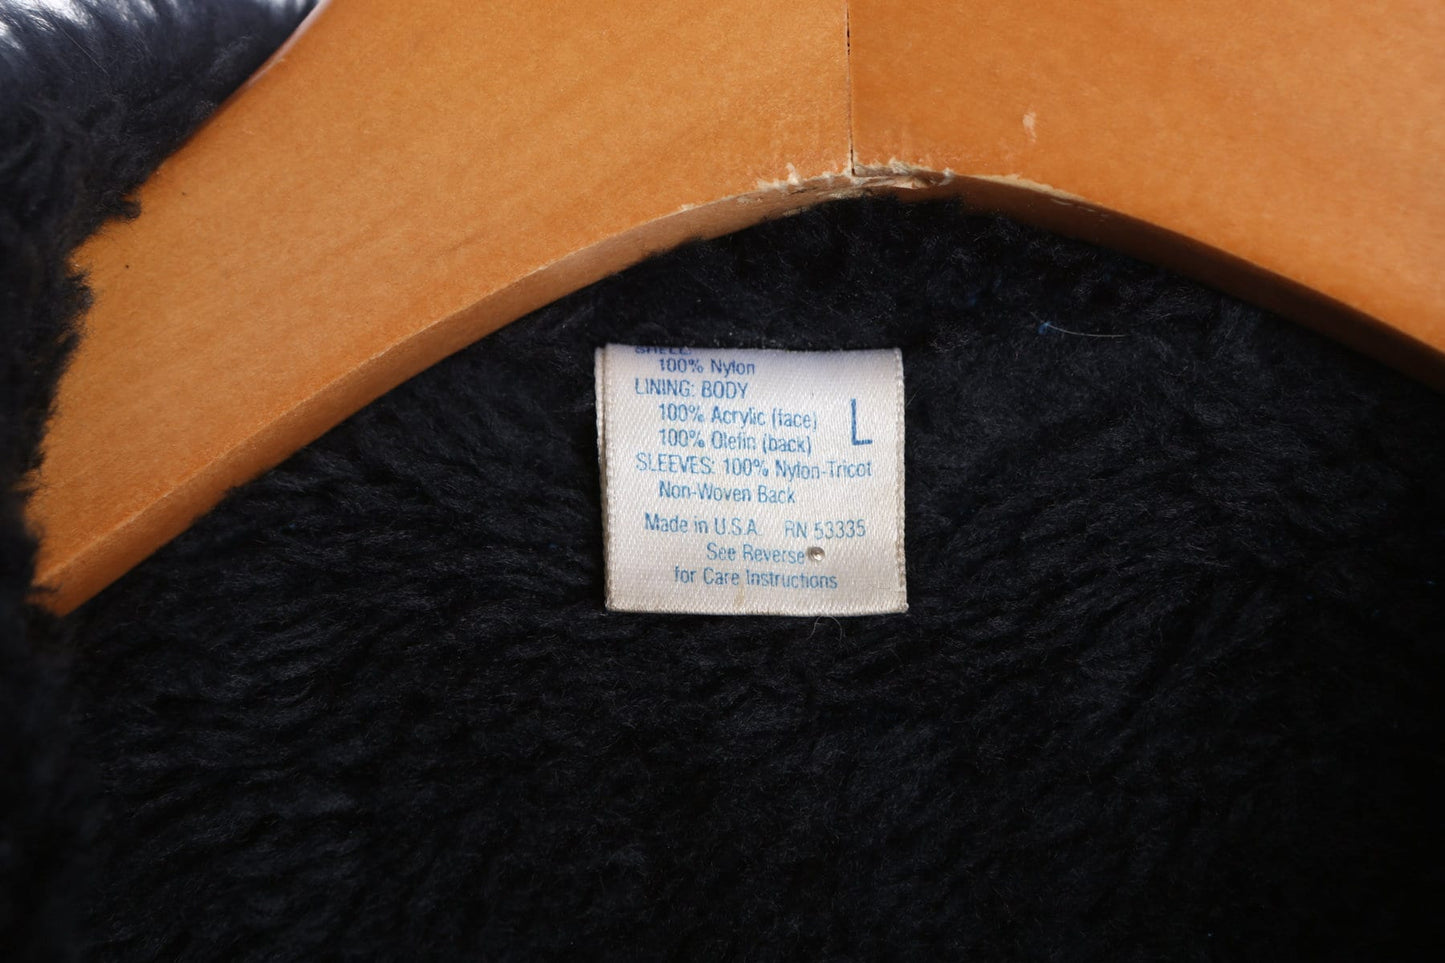 SHELL:
100% Nylon
LINING: BODY
100% Acrylic (face)
100% Olefin (back)
L
SLEEVES: 100% Nylon-Tricot
Non-Woven Back
Made in U.S.A. RN 53335
See Reverse
for Care Instructions